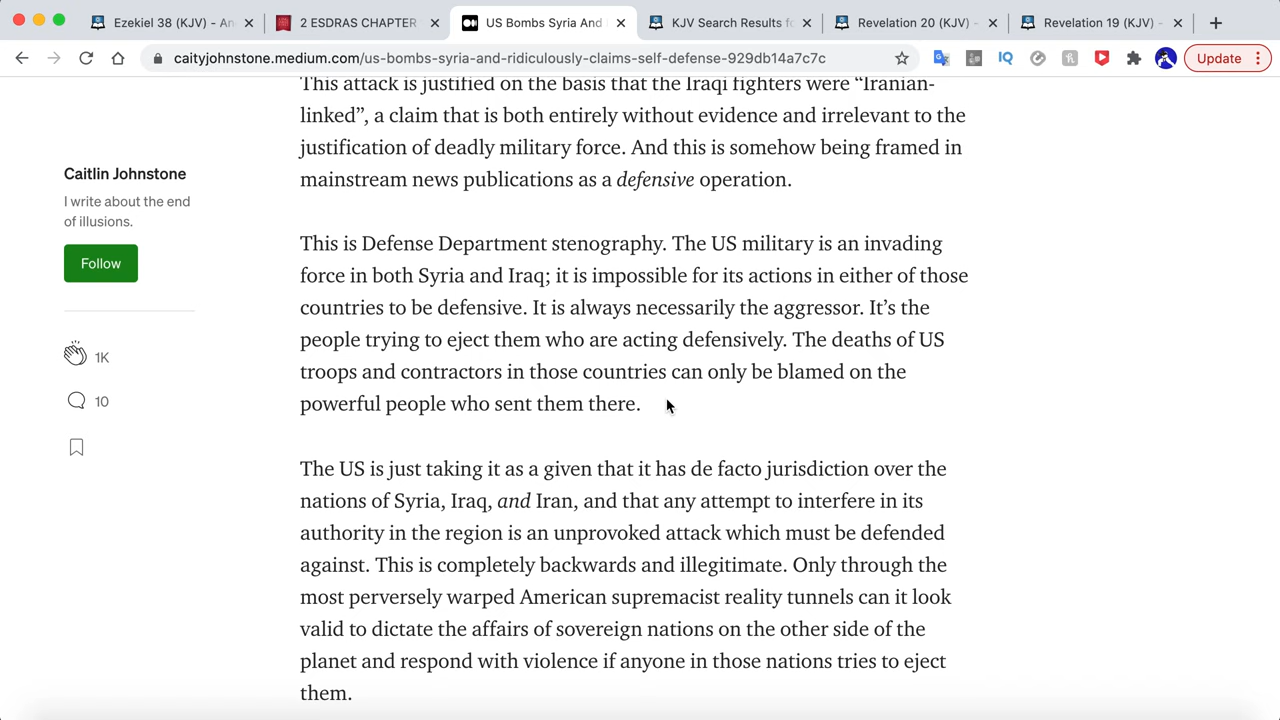 Ezekiel 38 (KJV) - An
2 ESDRAS CHAPTER
US Bombs Syria And
KJV Search Results fo
Revelation 20 (KJV) -
Revelation 19 (KJV) -
caityjohnstone.medium.com/us-bombs-syria-and-ridiculously-claims-self-defense-929db14a7c7c
IQ
Update
This attack is justified on the basis that the Iraqi fighters were “Iranian-
linked”, a claim that is both entirely without evidence and irrelevant to the
justification of deadly military force. And this is somehow being framed in
mainstream news publications as a defensive operation.
Caitlin Johnstone
I write about the end
of illusions.
Follow
1K
10
This is Defense Department stenography. The US military is an invading
force in both Syria and Iraq; it is impossible for its actions in either of those
countries to be defensive. It is always necessarily the aggressor. It’s the
people trying to eject them who are acting defensively. The deaths of US
troops and contractors in those countries can only be blamed on the
powerful people who sent them there.
The US is just taking it as a given that it has de facto jurisdiction over the
nations of Syria, Iraq, and Iran, and that any attempt to interfere in its
authority in the region is an unprovoked attack which must be defended
against. This is completely backwards and illegitimate. Only through the
most perversely warped American supremacist reality tunnels can it look
valid to dictate the affairs of sovereign nations on the other side of the
planet and respond with violence if anyone in those nations tries to eject
them.